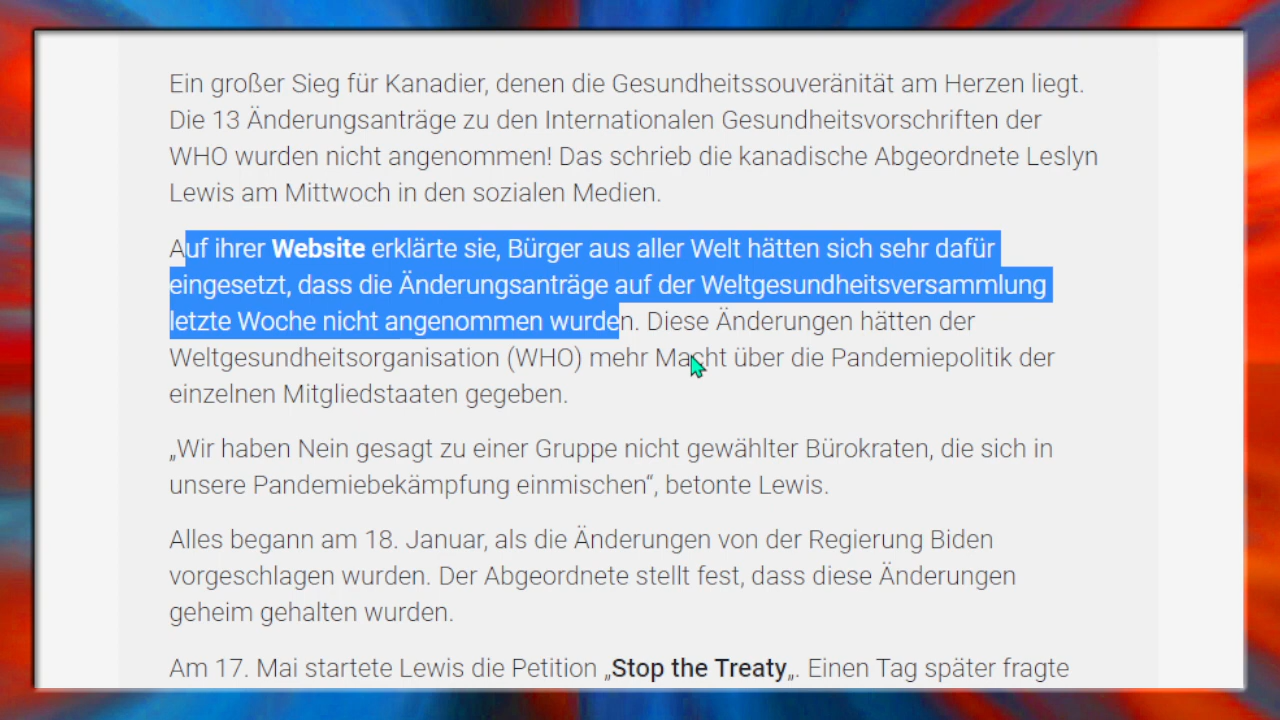 Ein großer Sieg für Kanadier, denen die Gesundheitssouveränität am Herzen liegt.
Die 13 Änderungsanträge zu den Internationalen Gesundheitsvorschriften der
WHO wurden nicht angenommen! Das schrieb die kanadische Abgeordnete Leslyn
Lewis am Mittwoch in den sozialen Medien.
Auf ihrer Website erklärte sie, Bürger aus aller Welt hätten sich sehr dafür
eingesetzt, dass die Änderungsanträge auf der Weltgesundheitsversammlung
letzte Woche nicht angenommen wurden. Diese Änderungen hätten der
Weltgesundheitsorganisation (WHO) mehr Macht über die Pandemiepolitik der
einzelnen Mitgliedstaaten gegeben.
„Wir haben Nein gesagt zu einer Gruppe nicht gewählter Bürokraten, die sich in
unsere Pandemiebekämpfung einmischen“, betonte Lewis.
Alles begann am 18. Januar, als die Änderungen von der Regierung Biden
vorgeschlagen wurden. Der Abgeordnete stellt fest, dass diese Änderungen
geheim gehalten wurden.
Am 17. Mai startete Lewis die Petition „Stop the Treaty„. Einen Tag später fragte